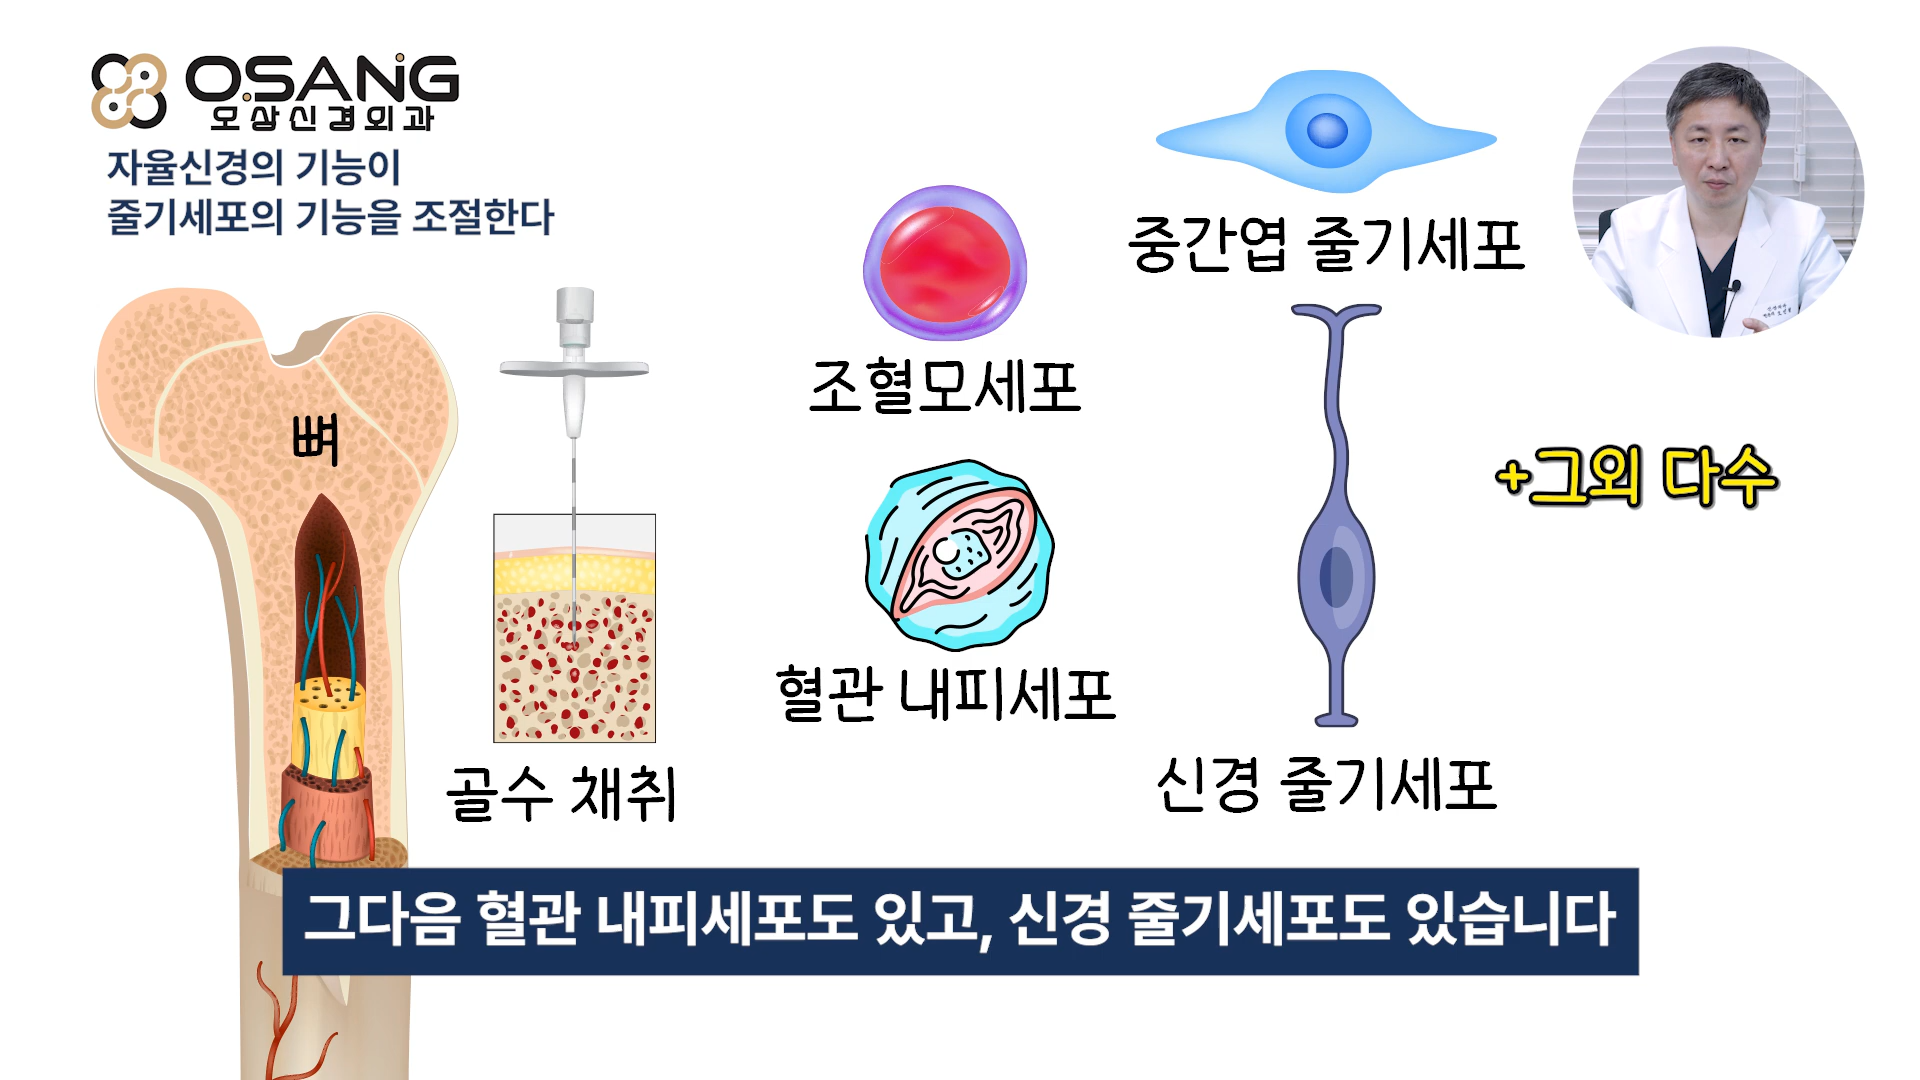 O.SANG
오상신경외과
자율신경의 기능이
줄기세포의 기능을 조절한다
중간엽 줄기세포
조혈모세포
뼈
+그외 다수
혈관 내피세포
신경 줄기세포
골수 채취
그다음 혈관 내피세포도 있고, 신경 줄기세포도 있습니다